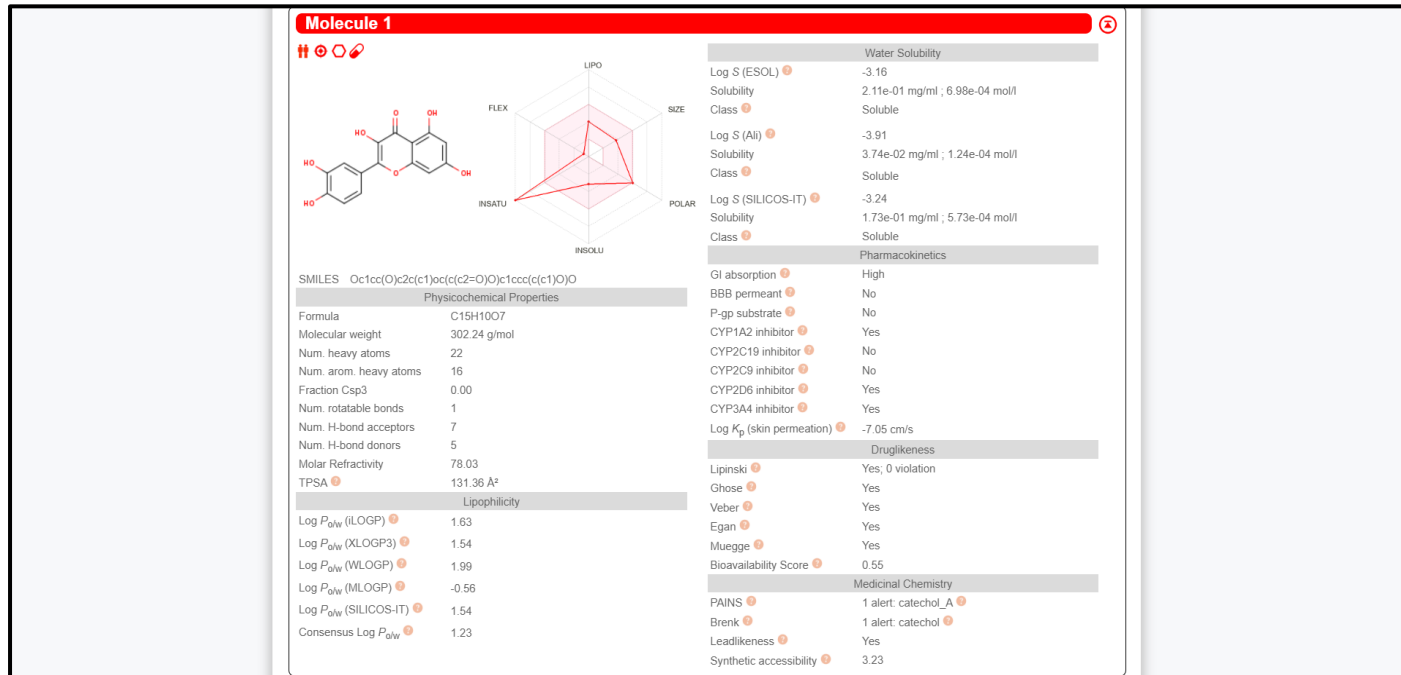 Molecule 1
LIPO
FLEX
SIZE
INSATU
POLAR
INSOLU
O
OH
HO
HO
O
OH
HO
SMILES Oc1cc(O)c2c(c1)oc(c(c2=O)O)c1ccc(c(c1)O)O
Physicochemical Properties
Formula C15H10O7
Molecular weight 302.24 g/mol
Num. heavy atoms 22
Num. arom. heavy atoms 16
Fraction Csp3 0.00
Num. rotatable bonds 1
Num. H-bond acceptors 7
Num. H-bond donors 5
Molar Refractivity 78.03
TPSA ? 131.36 Å²
Lipophilicity
Log Po/w (iLOGP) ? 1.63
Log Po/w (XLOGP3) ? 1.54
Log Po/w (WLOGP) ? 1.99
Log Po/w (MLOGP) ? -0.56
Log Po/w (SILICOS-IT) ? 1.54
Consensus Log Po/w ? 1.23
Water Solubility
Log S (ESOL) ? -3.16
Solubility 2.11e-01 mg/ml ; 6.98e-04 mol/l
Class ? Soluble
Log S (Ali) ? -3.91
Solubility 3.74e-02 mg/ml ; 1.24e-04 mol/l
Class ? Soluble
Log S (SILICOS-IT) ? -3.24
Solubility 1.73e-01 mg/ml ; 5.73e-04 mol/l
Class ? Soluble
Pharmacokinetics
GI absorption ? High
BBB permeant ? No
P-gp substrate ? No
CYP1A2 inhibitor ? Yes
CYP2C19 inhibitor ? No
CYP2C9 inhibitor ? No
CYP2D6 inhibitor ? Yes
CYP3A4 inhibitor ? Yes
Log Kp (skin permeation) ? -7.05 cm/s
Druglikeness
Lipinski ? Yes; 0 violation
Ghose ? Yes
Veber ? Yes
Egan ? Yes
Muegge ? Yes
Bioavailability Score ? 0.55
Medicinal Chemistry
PAINS ? 1 alert: catechol_A ?
Brenk ? 1 alert: catechol ?
Leadlikeness ? Yes
Synthetic accessibility ? 3.23